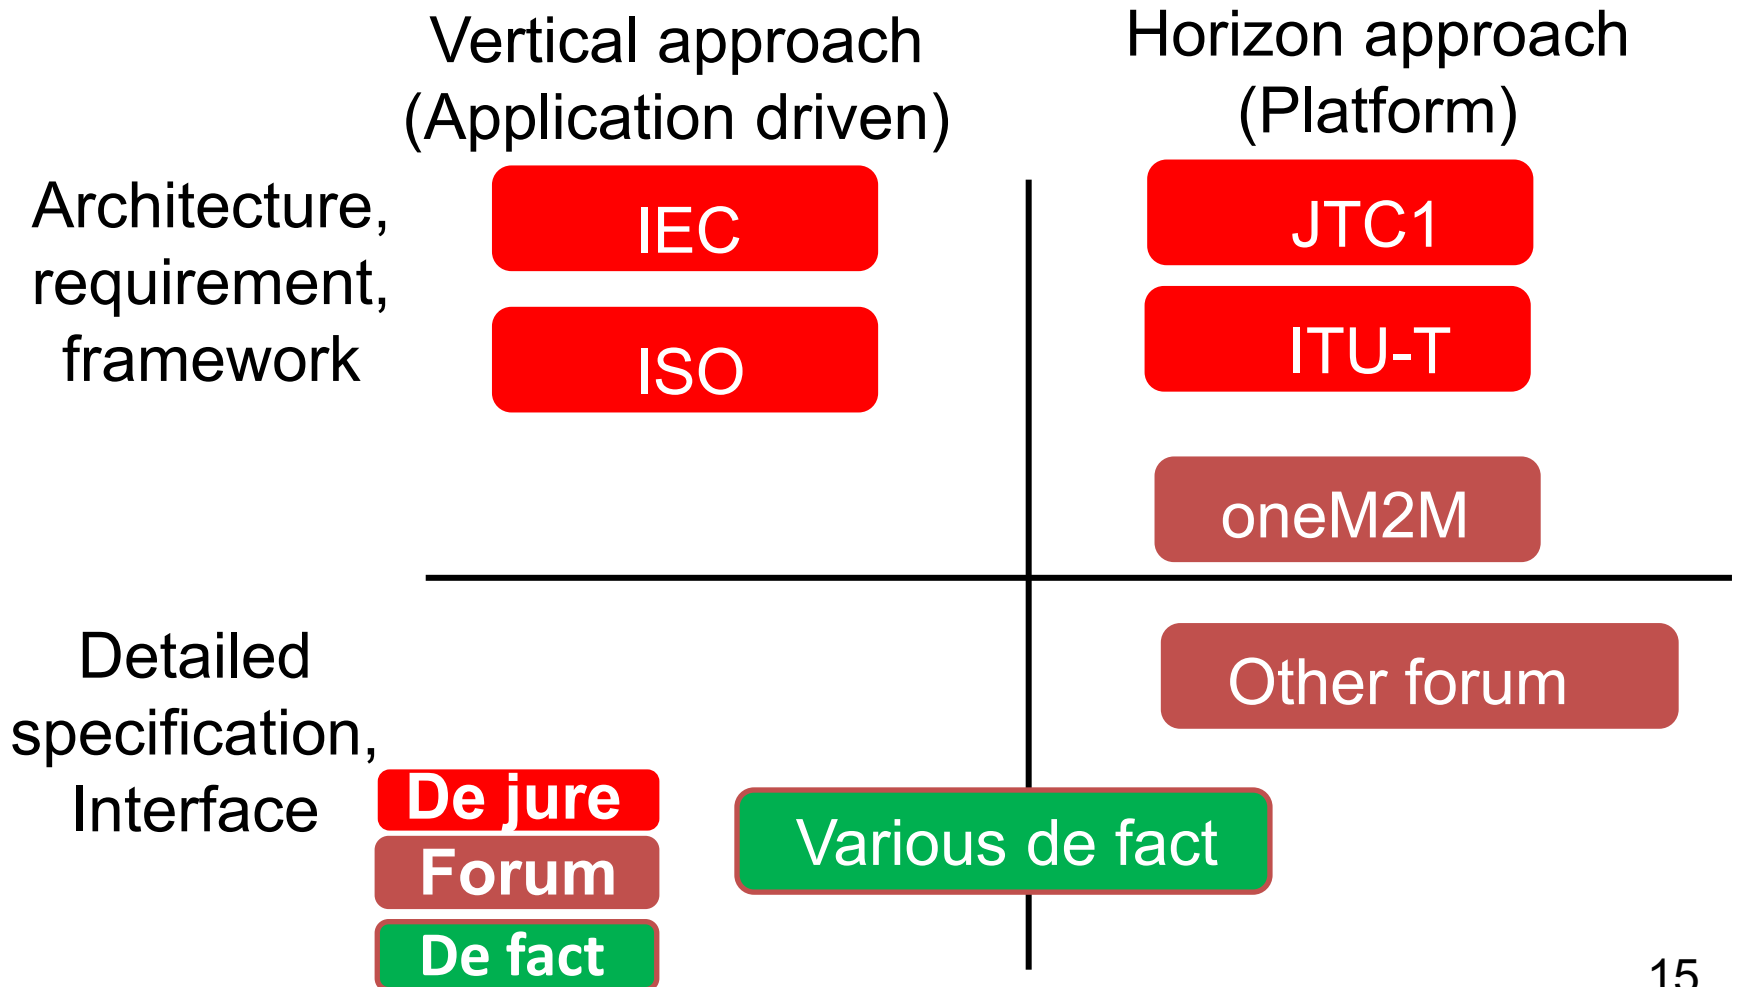 Vertical approach
(Application driven)
Horizon approach
(Platform)
Architecture,
requirement,
framework
IEC
ISO
JTC1
ITU-T
oneM2M
Detailed
specification,
Interface
Other forum
Various de fact
De jure
Forum
De fact
15